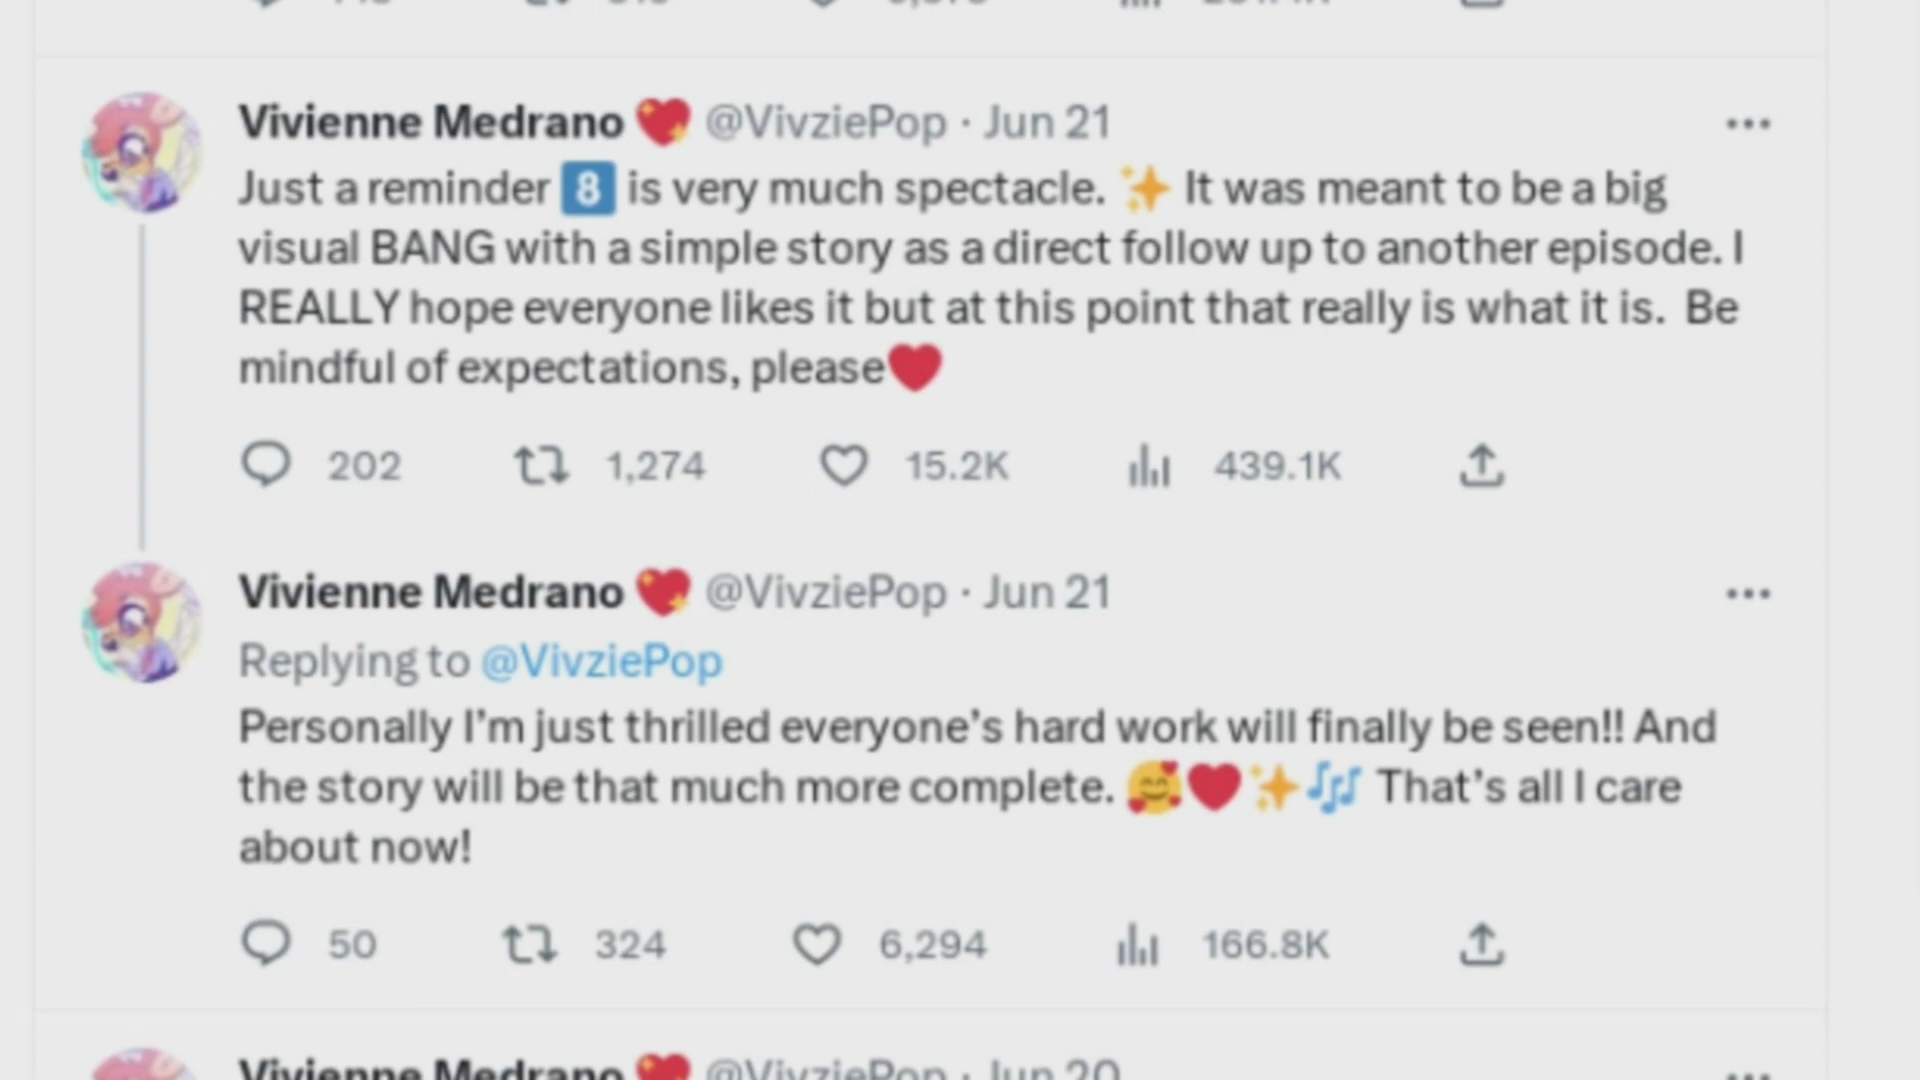 Vivienne Medrano 💖 @VivziePop · Jun 21
Just a reminder 8️⃣ is very much spectacle. ✨ It was meant to be a big
visual BANG with a simple story as a direct follow up to another episode. I
REALLY hope everyone likes it but at this point that really is what it is. Be
mindful of expectations, please❤️
202 1,274 15.2K 439.1K
Vivienne Medrano 💖 @VivziePop · Jun 21
Replying to @VivziePop
Personally I'm just thrilled everyone's hard work will finally be seen!! And
the story will be that much more complete. 🥰❤️✨🎶 That's all I care
about now!
50 324 6,294 166.8K
Vivienne Medrano 💖 @VivziePop · Jun 20